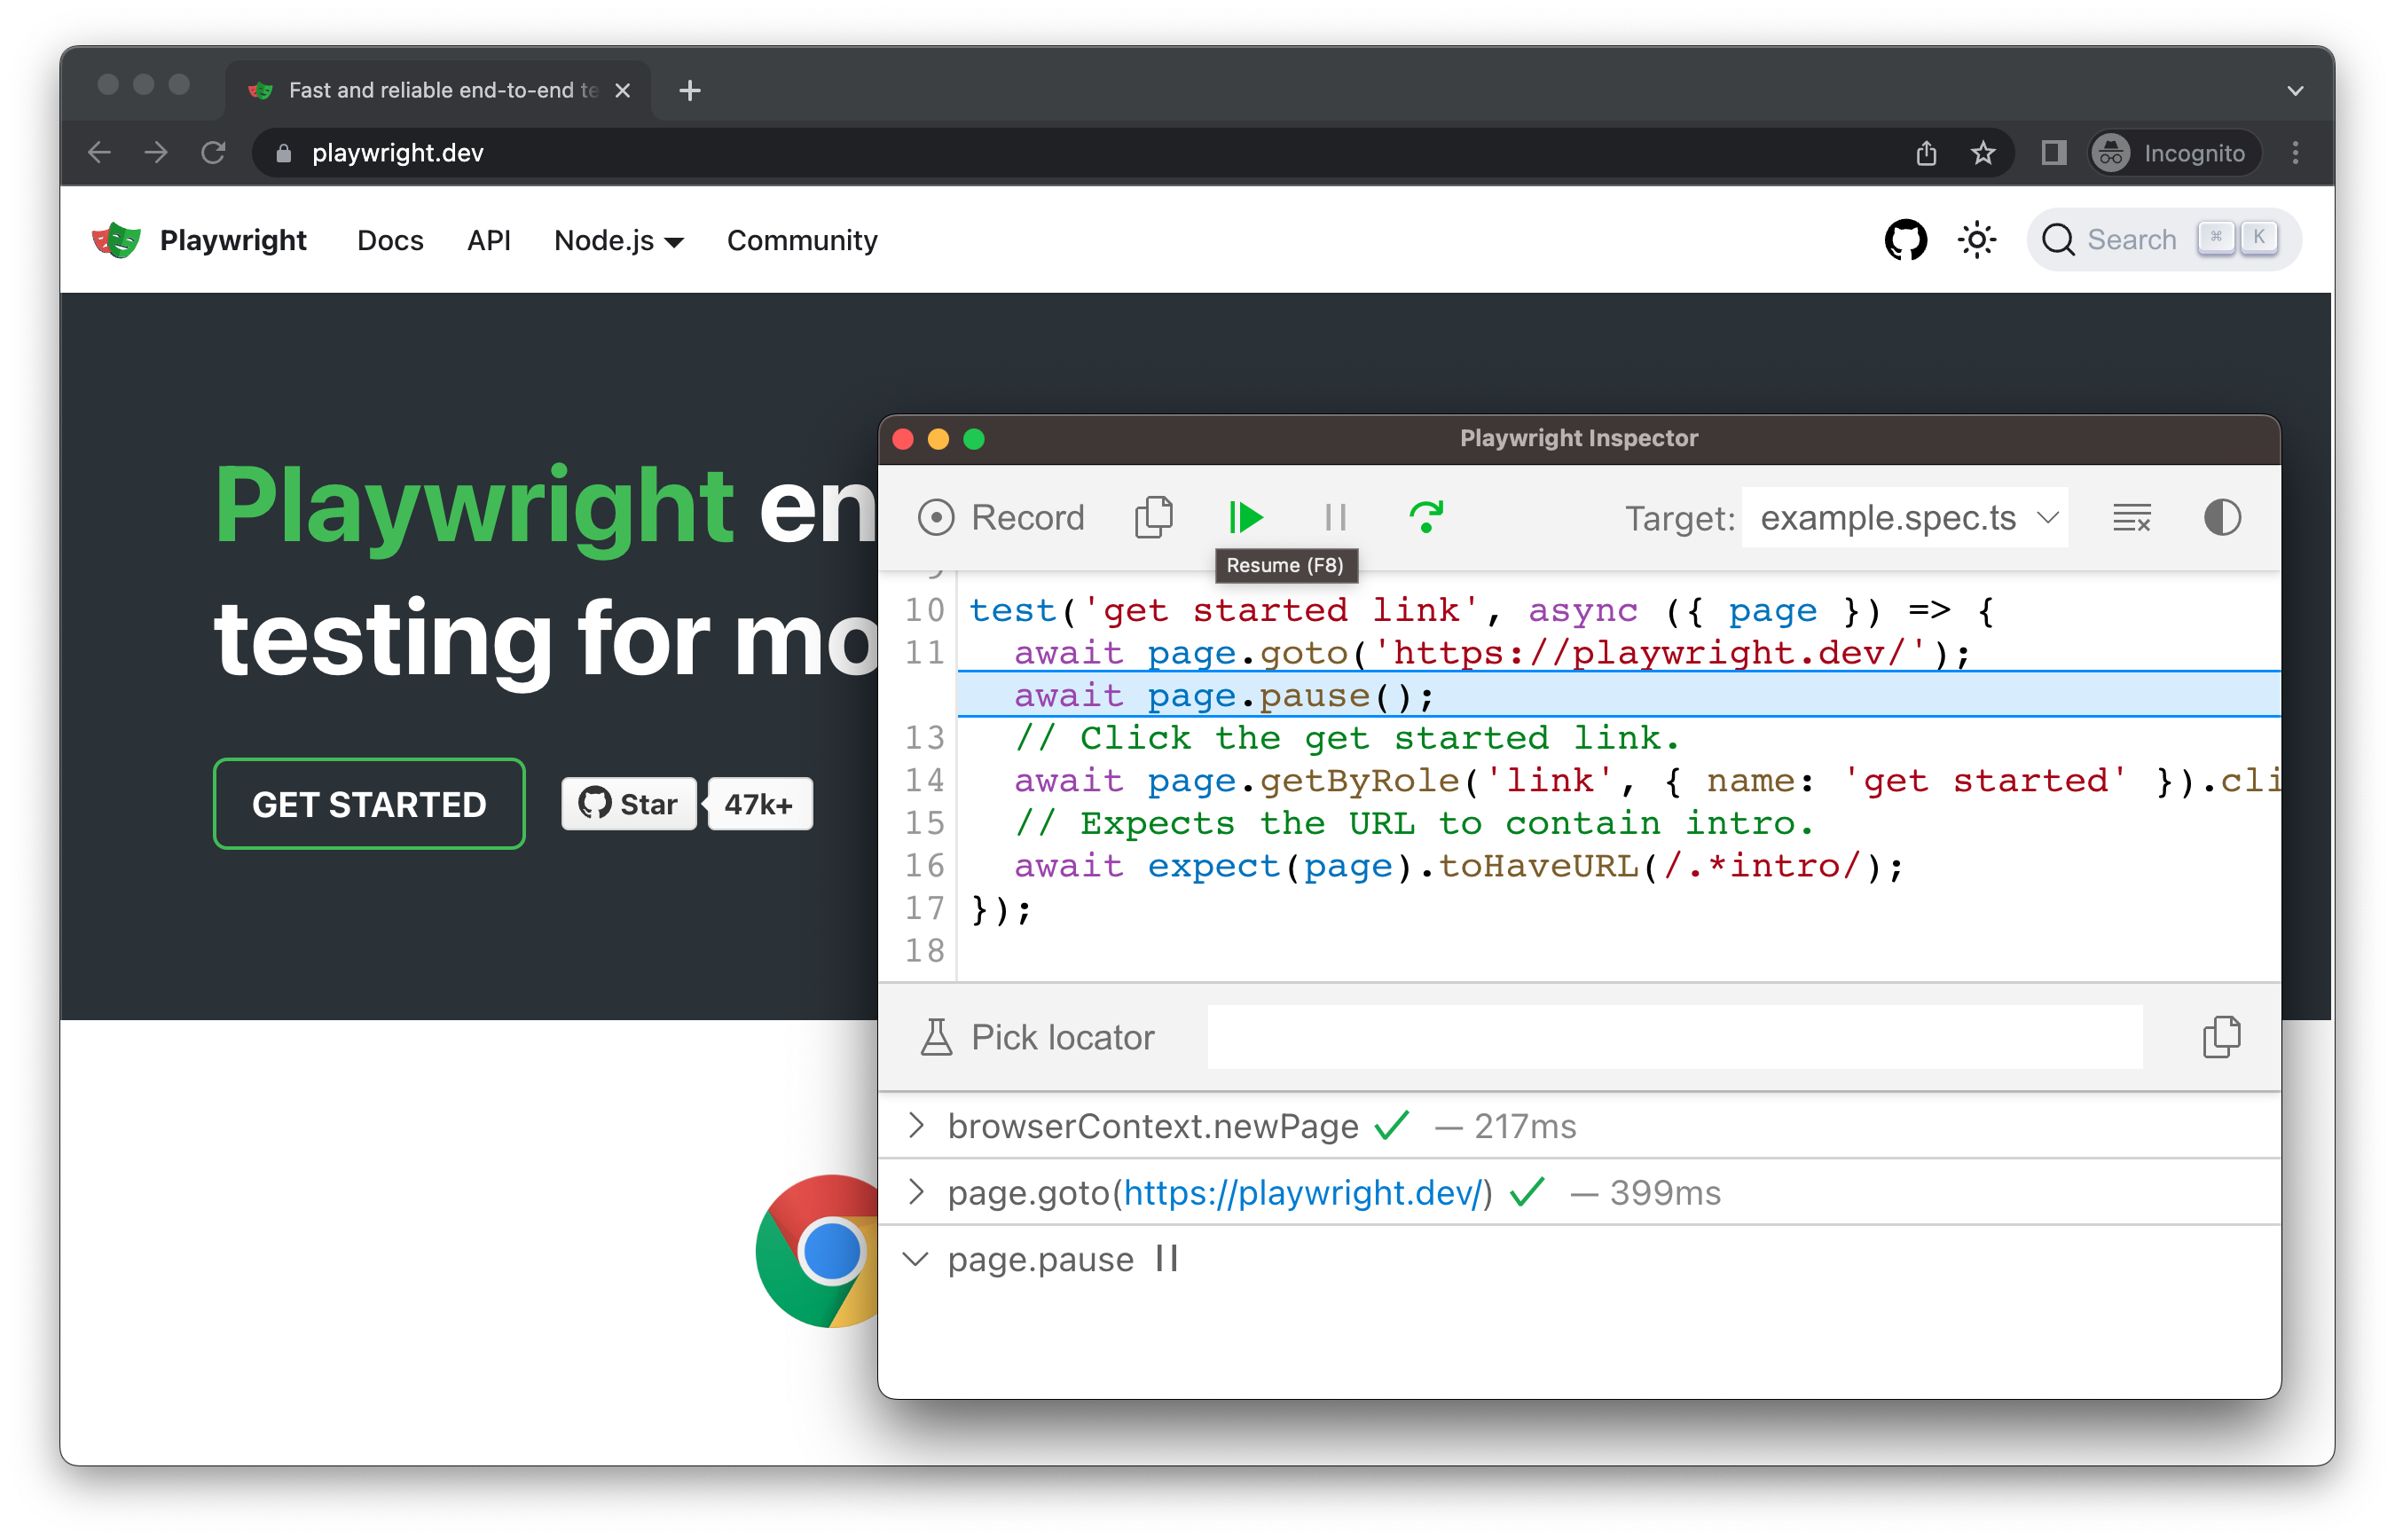 Fast and reliable end-to-end te
playwright.dev
Incognito
Playwright Docs API Node.js Community
Search ⌘ K
Playwright en
testing for mo
GET STARTED
Star 47k+
Playwright Inspector
Record
Target: example.spec.ts
Resume (F8)
9
10 test('get started link', async ({ page }) => {
11 await page.goto('https://playwright.dev/');
await page.pause();
13 // Click the get started link.
14 await page.getByRole('link', { name: 'get started' }).cli
15 // Expects the URL to contain intro.
16 await expect(page).toHaveURL(/.*intro/);
17 });
18
Pick locator
browserContext.newPage ✓ — 217ms
page.goto(https://playwright.dev/) ✓ — 399ms
page.pause